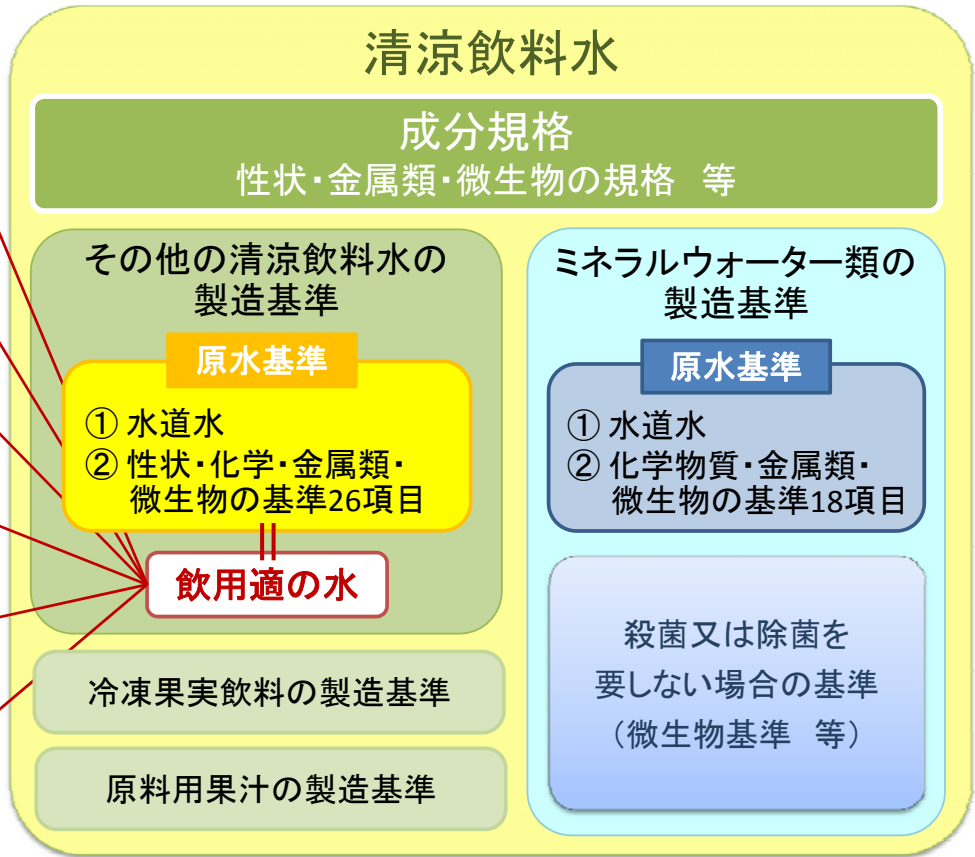 清涼飲料水
成分規格
性状・金属類・微生物の規格　等
その他の清涼飲料水の
製造基準
原水基準
① 水道水
② 性状・化学・金属類・
微生物の基準26項目
飲用適の水
冷凍果実飲料の製造基準
原料用果汁の製造基準
ミネラルウォーター類の
製造基準
原水基準
① 水道水
② 化学物質・金属類・
微生物の基準18項目
殺菌又は除菌を
要しない場合の基準
（微生物基準　等）